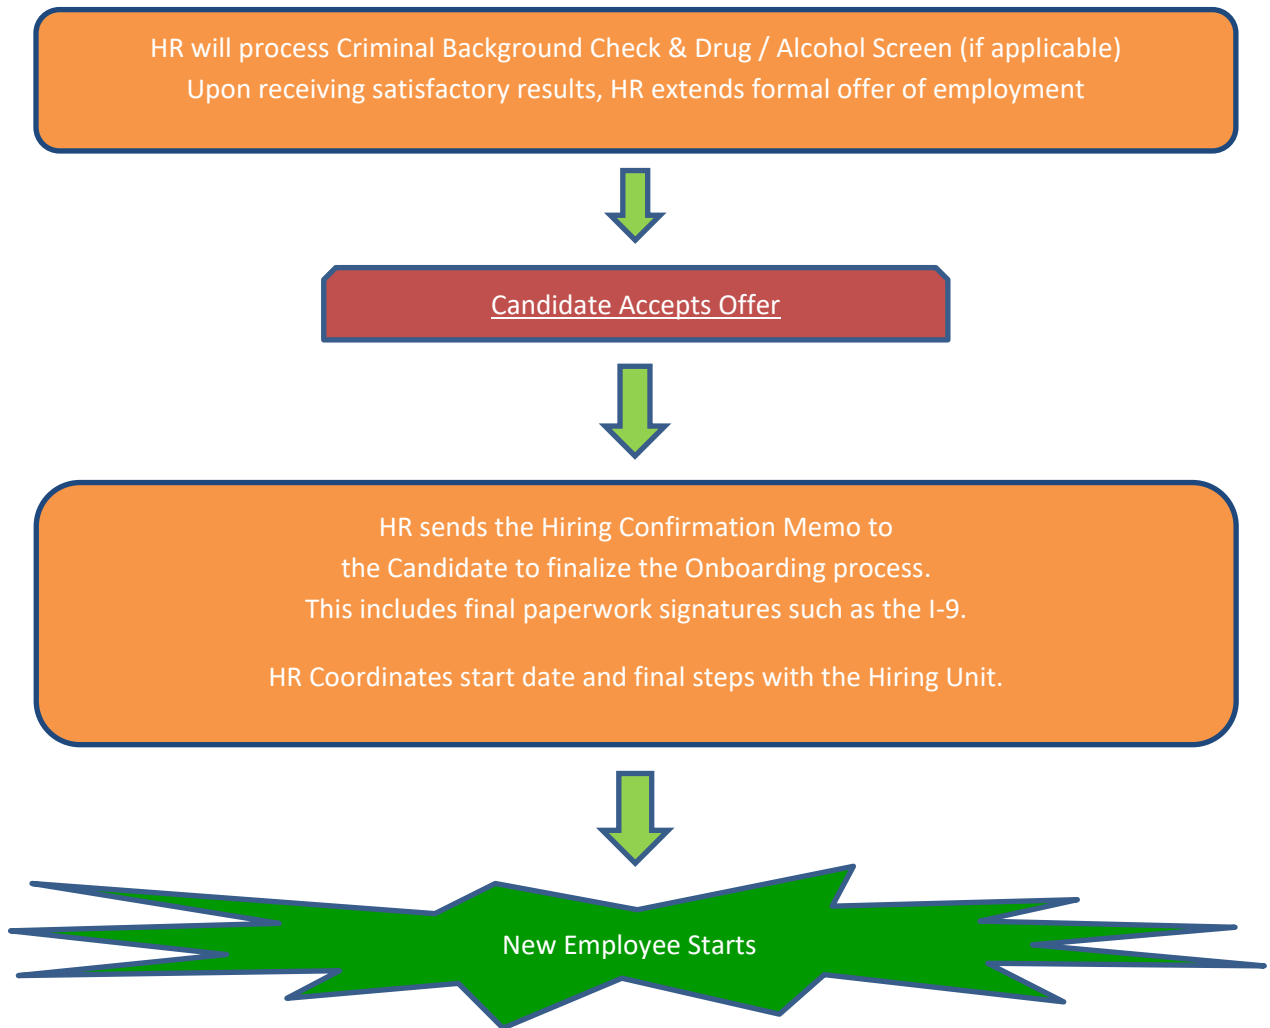 HR will process Criminal Background Check & Drug / Alcohol Screen (if applicable)
Upon receiving satisfactory results, HR extends formal offer of employment
Candidate Accepts Offer
HR sends the Hiring Confirmation Memo to
the Candidate to finalize the Onboarding process.
This includes final paperwork signatures such as the I-9.
HR Coordinates start date and final steps with the Hiring Unit.
New Employee Starts